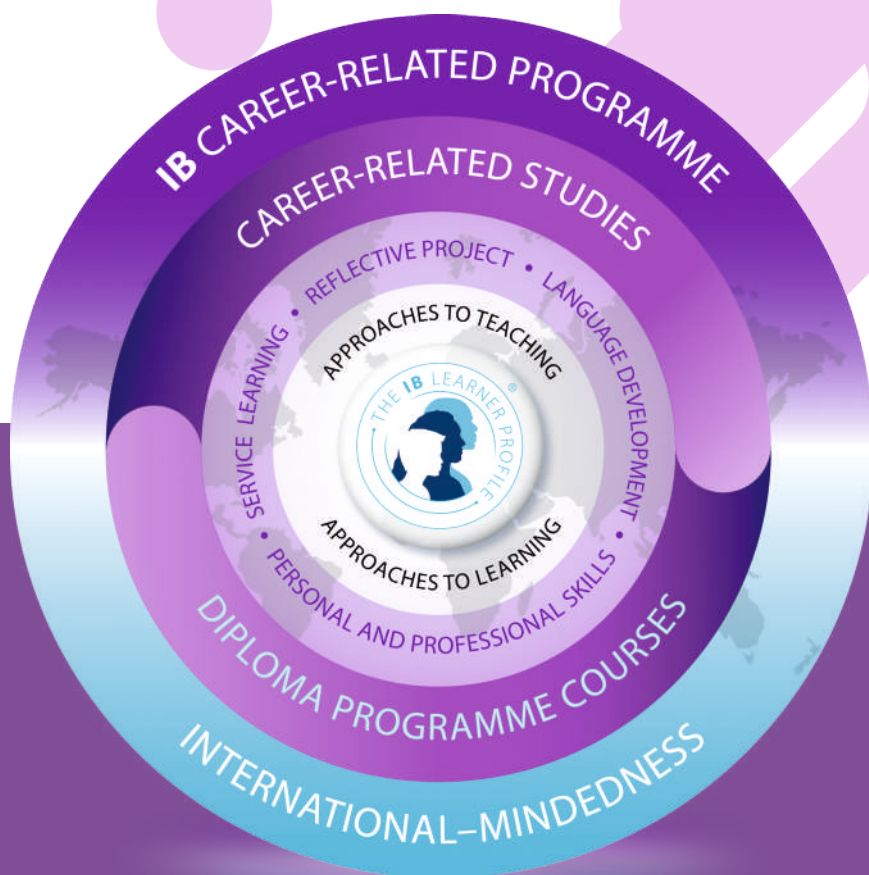 IB CAREER-RELATED PROGRAMME
CAREER-RELATED STUDIES
SERVICE LEARNING • REFLECTIVE PROJECT • LANGUAGE DEVELOPMENT • PERSONAL AND PROFESSIONAL SKILLS •
APPROACHES TO TEACHING
• THE IB LEARNER PROFILE • ®
APPROACHES TO LEARNING
DIPLOMA PROGRAMME COURSES
INTERNATIONAL–MINDEDNESS